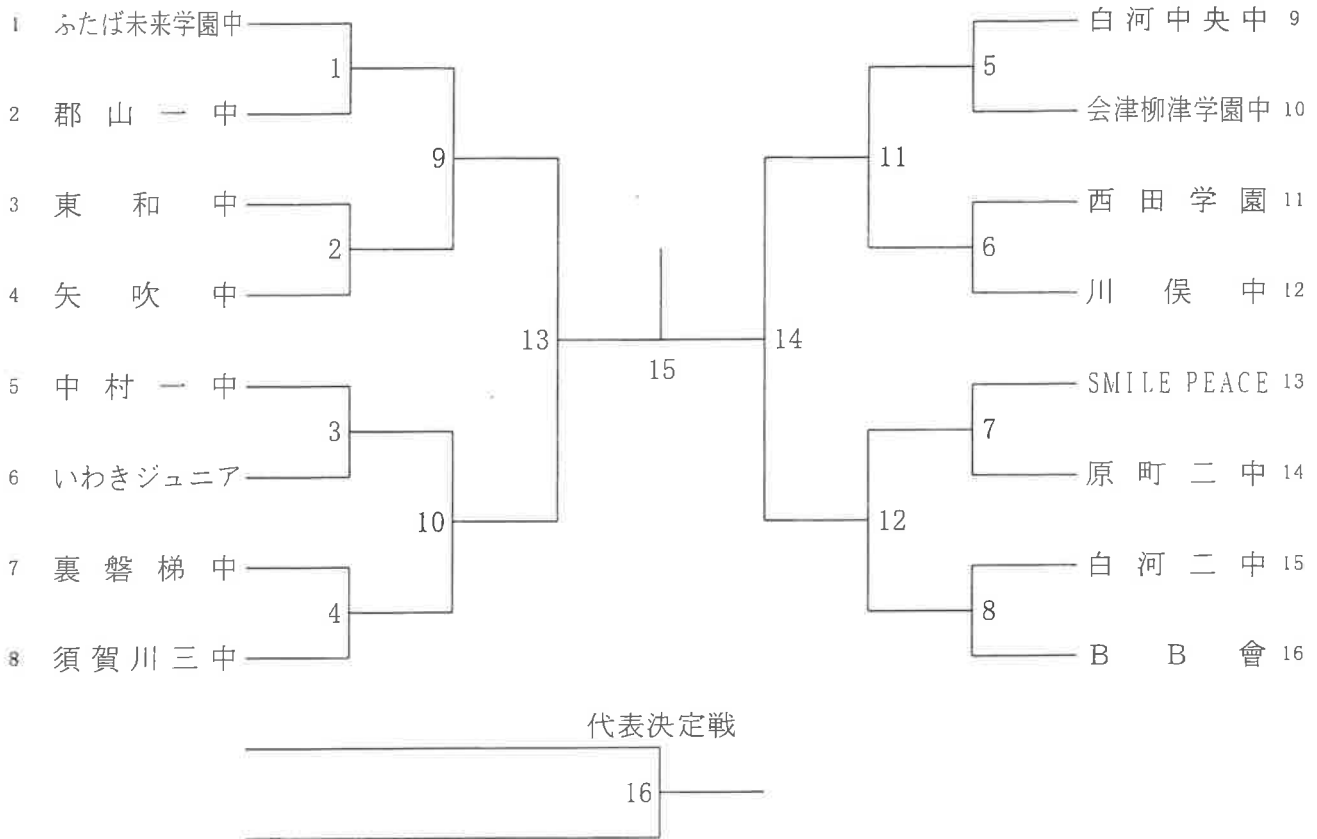 1 ふたば未来学園中
1
2 郡山一中
9
3 東和中
2
4 矢吹中
13
5 中村一中
3
6 いわきジュニア
10
7 裏磐梯中
4
8 須賀川三中
15
白河中央中 9
5
会津柳津学園中 10
11
西田学園 11
6
川俣中 12
14
SMILE PEACE 13
7
原町二中 14
12
白河二中 15
8
BB會 16
代表決定戦
16